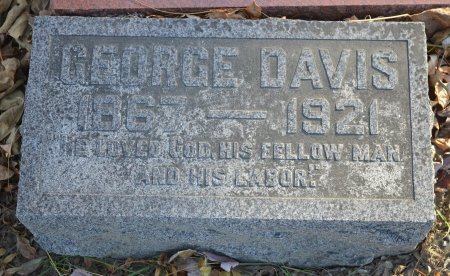 GEORGE DAVIS
1867 — 1921
"HE LOVED GOD, HIS FELLOW MAN
AND HIS LABOR."